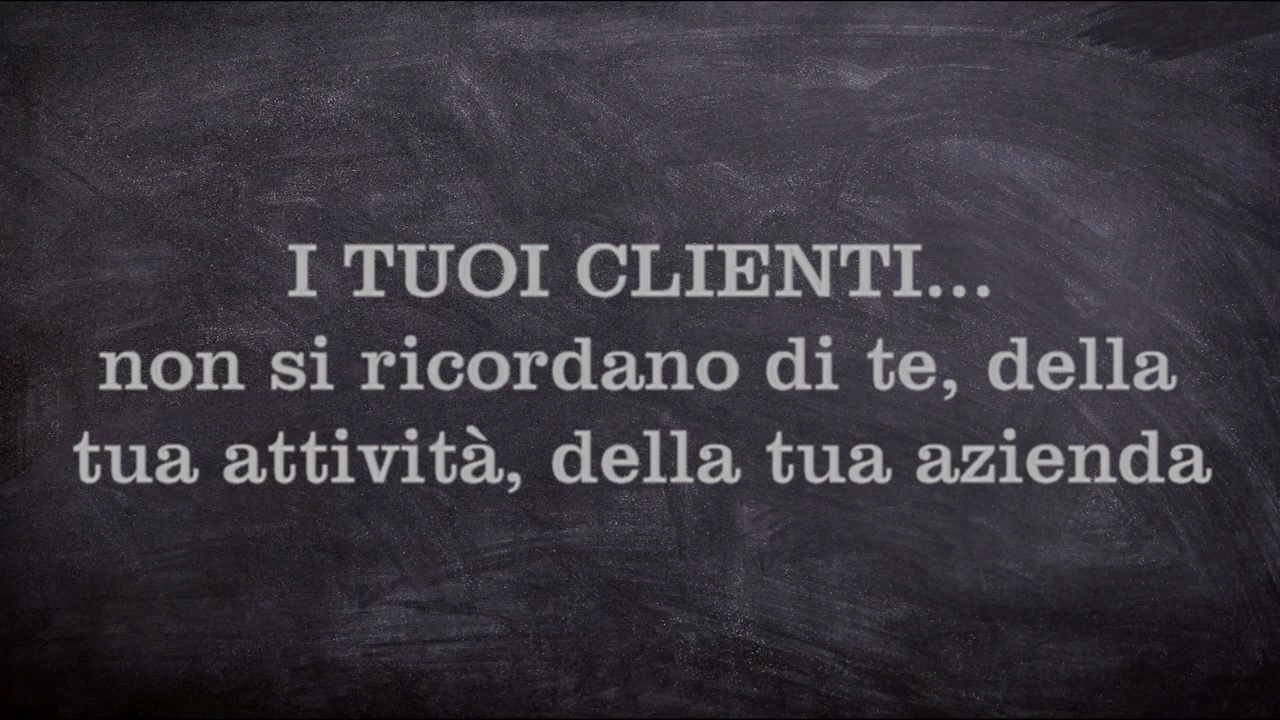 I TUOI CLIENTI...
non si ricordano di te, della
tua attività, della tua azienda